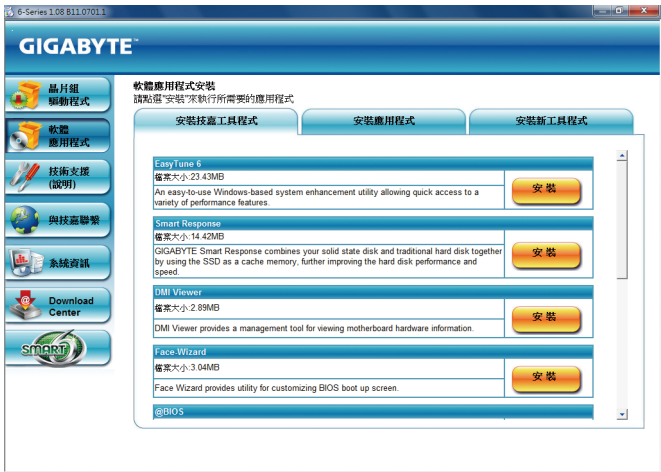 6-Series 1.08 B11.0701.1
GIGABYTE™
晶片組
驅動程式
軟體
應用程式
技術支援
(說明)
與技嘉聯繫
系統資訊
Download
Center
SMART 6
軟體應用程式安裝
請點選"安裝"來執行所需要的應用程式
安裝技嘉工具程式
安裝應用程式
安裝新工具程式
EasyTune 6
檔案大小:23.43MB
An easy-to-use Windows-based system enhancement utility allowing quick access to a
variety of performance features.
安裝
Smart Response
檔案大小:14.42MB
GIGABYTE Smart Response combines your solid state disk and traditional hard disk together
by using the SSD as a cache memory, further improving the hard disk performance and
speed.
安裝
DMI Viewer
檔案大小:2.89MB
DMI Viewer provides a management tool for viewing motherboard hardware information.
安裝
Face-Wizard
檔案大小:3.04MB
Face Wizard provides utility for customizing BIOS boot up screen.
安裝
@BIOS